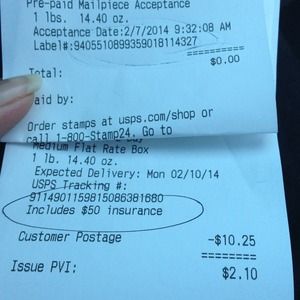 Pre-paid Mailpiece Acceptance
1 lbs. 14.40 oz.
Acceptance Date:2/7/2014 9:32:08 AM
Label#:9405510899359018114327
=========
$0.00
Total:
aid by:
Order stamps at usps.com/shop or
call 1-800-Stamp24. Go to
Medium Flat Rate Box
1 lb. 14.40 oz.
Expected Delivery: Mon 02/10/14
USPS Tracking #:
9114901159815086381680
Includes $50 insurance
Customer Postage -$10.25
========
Issue PVI: $2.10